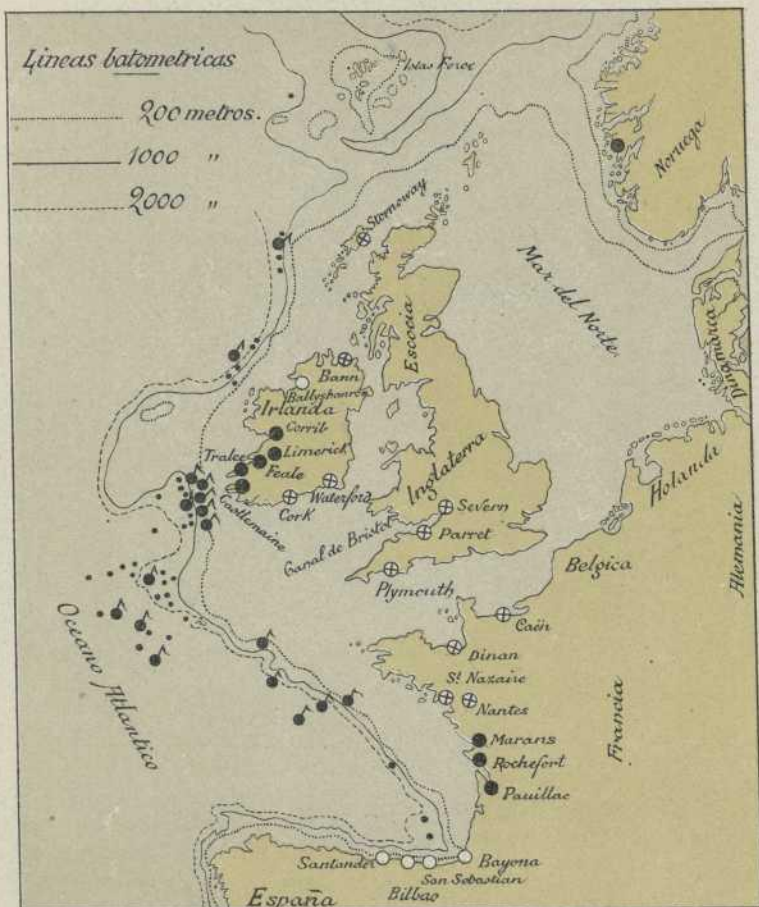 Líneas batometricas
200 metros.
1000 "
2000 "
Islas Feroe
Noruega
Stornoway
Mar del Norte
Escocia
Dinamarca
Bann
Ballyshannon
Irlanda
Corrib
Limerick
Tralee
Feale
Castlemaine
Waterford
Cork
Inglaterra
Severn
Canal de Bristol
Parret
Plymouth
Holanda
Belgica
Alemania
Caën
Dinan
St. Nazaire
Nantes
Oceano Atlantico
Francia
Marans
Rochefort
Pauillac
Santander
Bayona
San Sebastian
Bilbao
España